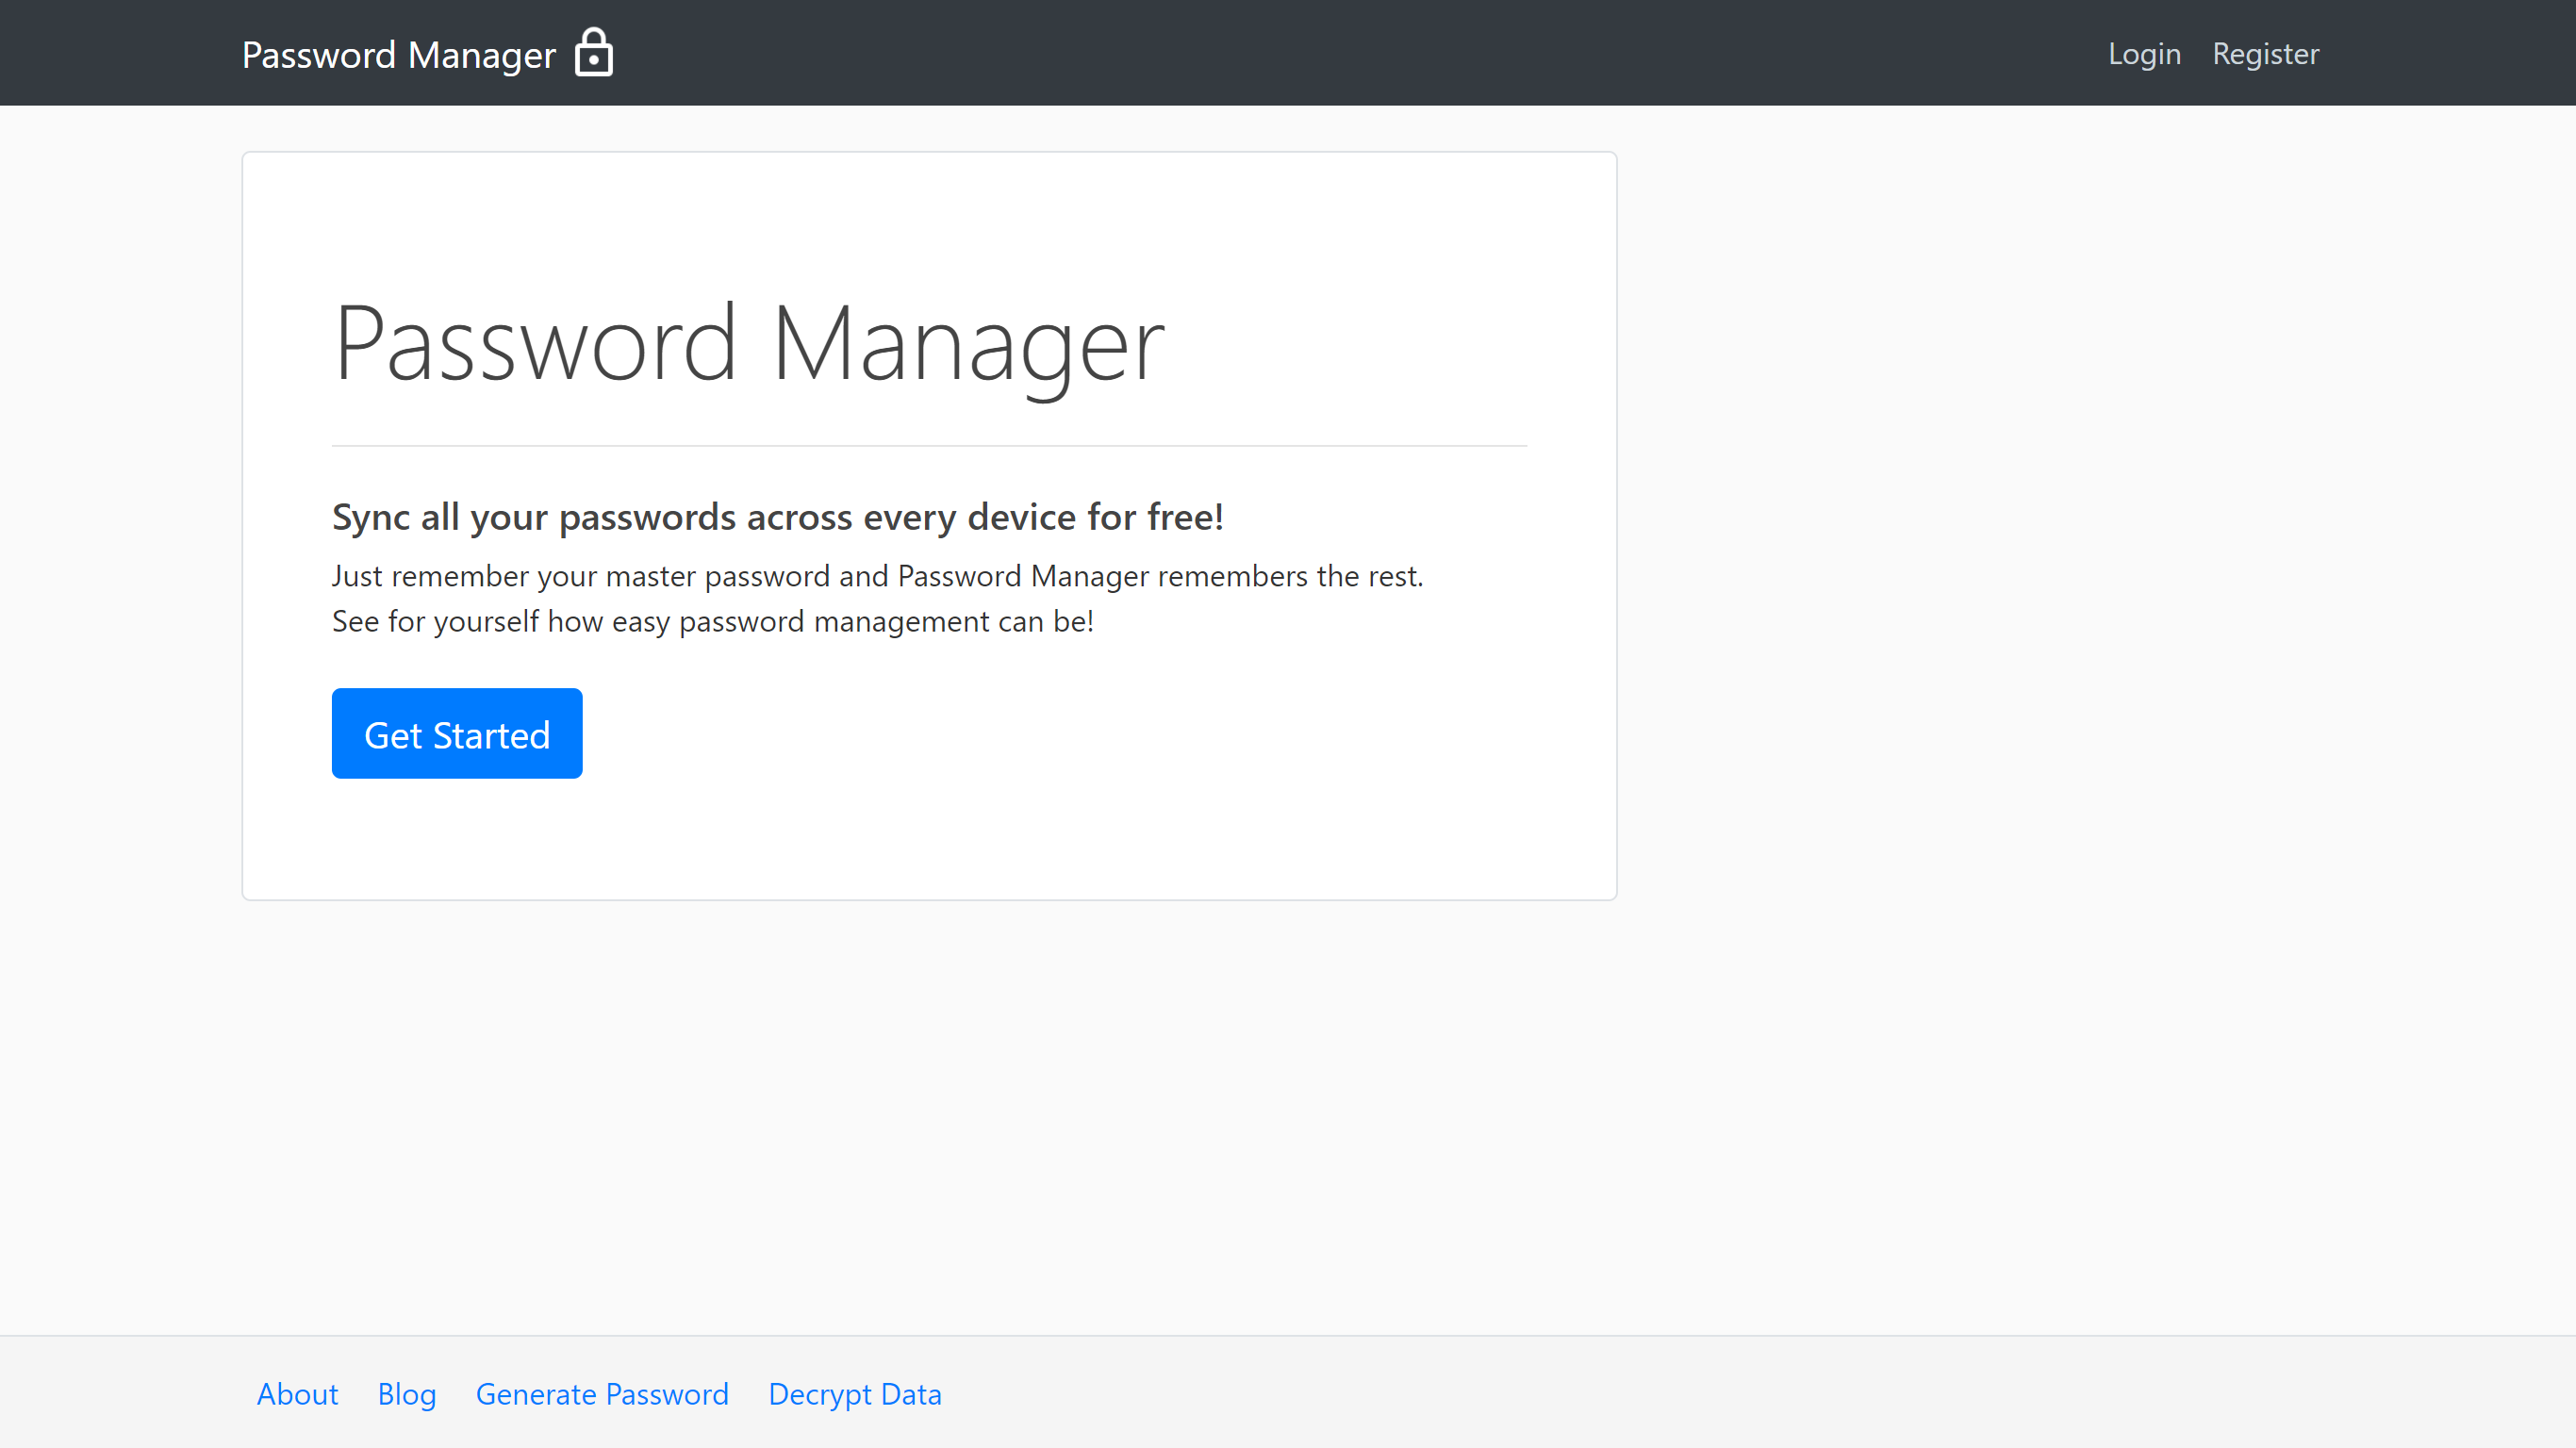 Password Manager
Login Register
Password Manager
Sync all your passwords across every device for free!
Just remember your master password and Password Manager remembers the rest.
See for yourself how easy password management can be!
Get Started
About Blog Generate Password Decrypt Data